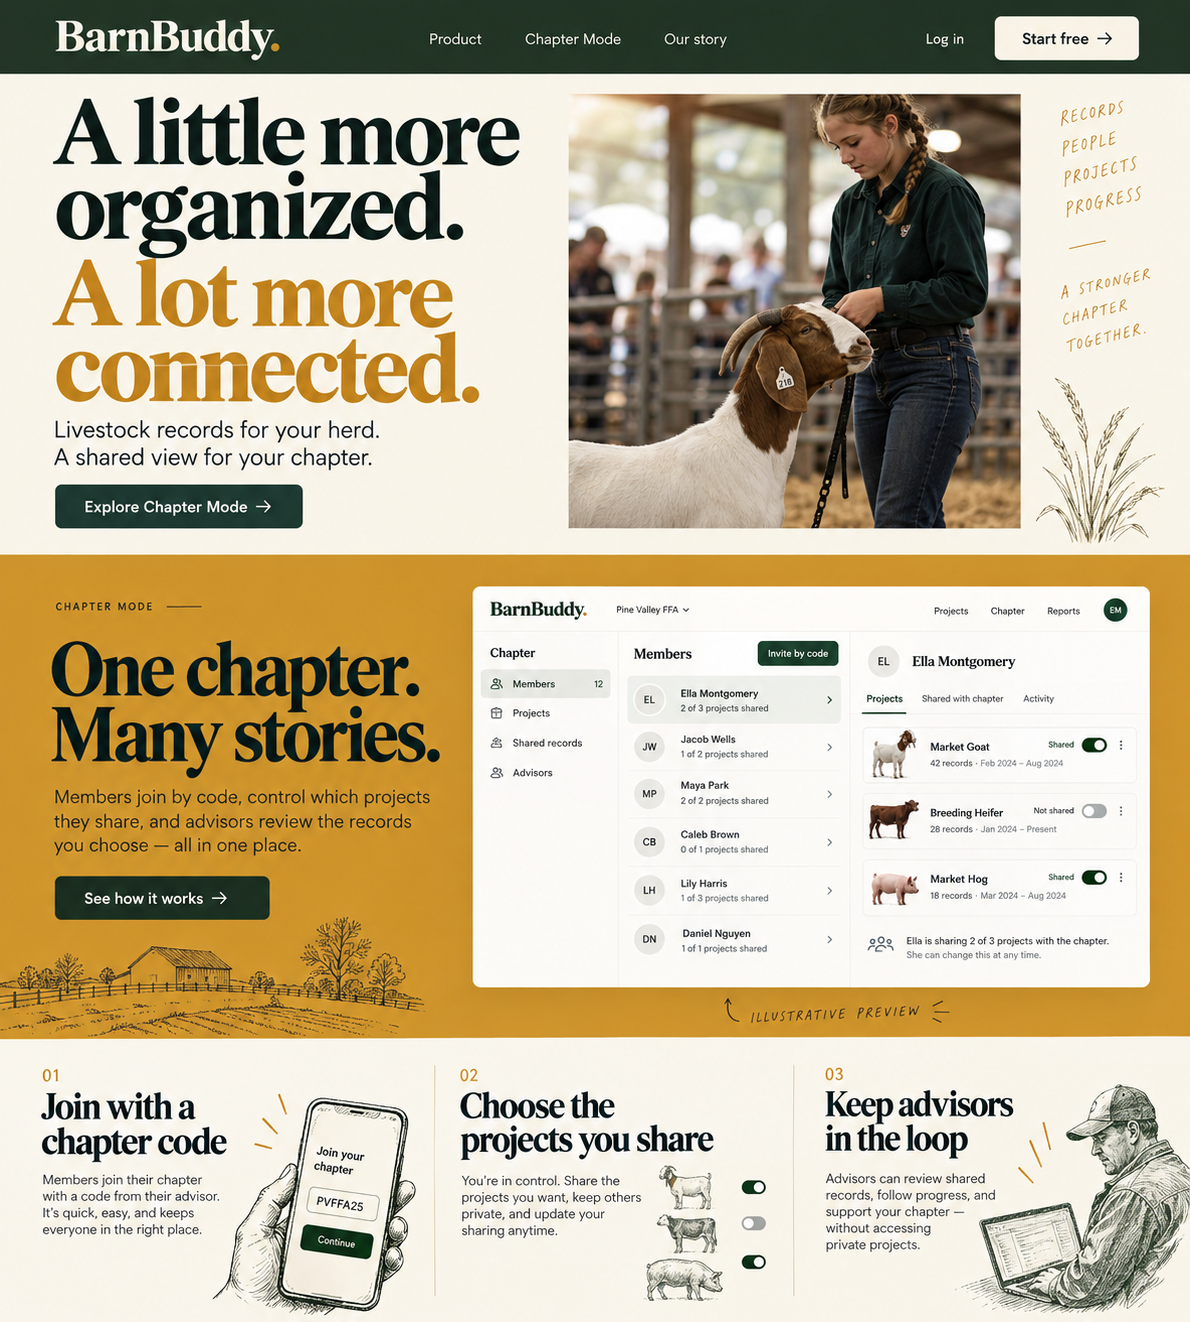 BarnBuddy.
Product
Chapter Mode
Our story
Log in
Start free →
A little more
organized.
A lot more
connected.
Livestock records for your herd.
A shared view for your chapter.
Explore Chapter Mode →
218
RECORDS
PEOPLE
PROJECTS
PROGRESS
A STRONGER
CHAPTER
TOGETHER.
CHAPTER MODE
One chapter.
Many stories.
Members join by code, control which projects
they share, and advisors review the records
you choose — all in one place.
See how it works →
BarnBuddy.
Pine Valley FFA
Projects
Chapter
Reports
EM
Chapter
Members 12
Projects
Shared records
Advisors
Members
Invite by code
EL
Ella Montgomery
2 of 3 projects shared
JW
Jacob Wells
1 of 2 projects shared
MP
Maya Park
2 of 2 projects shared
CB
Caleb Brown
0 of 1 projects shared
LH
Lily Harris
1 of 3 projects shared
DN
Daniel Nguyen
1 of 1 projects shared
EL
Ella Montgomery
Projects
Shared with chapter
Activity
Market Goat
Shared
42 records · Feb 2024 – Aug 2024
Breeding Heifer
Not shared
28 records · Jan 2024 – Present
Market Hog
Shared
18 records · Mar 2024 – Aug 2024
Ella is sharing 2 of 3 projects with the chapter.
She can change this at any time.
ILLUSTRATIVE PREVIEW
01
Join with a
chapter code
Members join their chapter
with a code from their advisor.
It's quick, easy, and keeps
everyone in the right place.
Join your
chapter
PVFFA25
Continue
02
Choose the
projects you share
You're in control. Share the
projects you want, keep others
private, and update your
sharing anytime.
03
Keep advisors
in the loop
Advisors can review shared
records, follow progress, and
support your chapter —
without accessing
private projects.